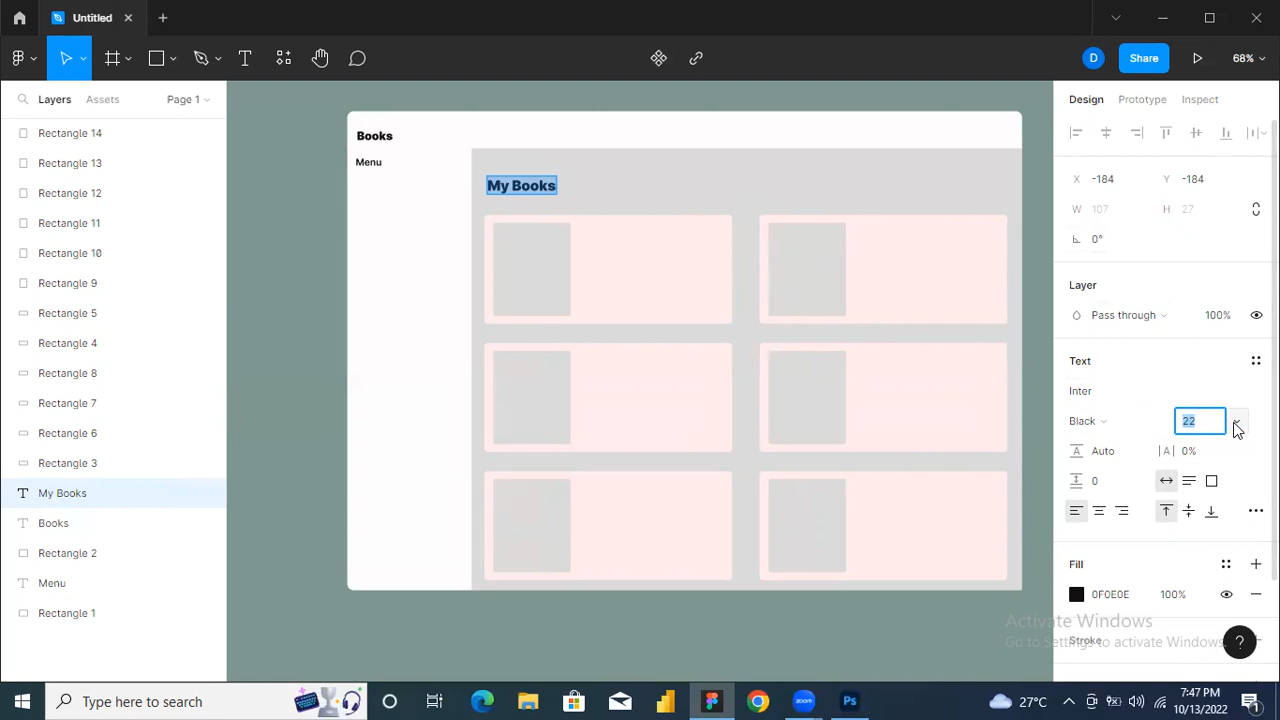 Untitled
D
Share
68%
Layers
Assets
Page 1
Design
Prototype
Inspect
Rectangle 14
Rectangle 13
Rectangle 12
Rectangle 11
Rectangle 10
Rectangle 9
Rectangle 5
Rectangle 4
Rectangle 8
Rectangle 7
Rectangle 6
Rectangle 3
My Books
Books
Rectangle 2
Menu
Rectangle 1
Books
Menu
My Books
X -184 Y -184
W 107 H 27
0°
Layer
Pass through 100%
Text
Inter
Black 22
Auto 0%
0
Fill
0F0E0E 100%
Stroke
Activate Windows
Go to Settings to activate Windows.
?
Type here to search
zoom
Ps
27°C
7:47 PM
10/13/2022
1